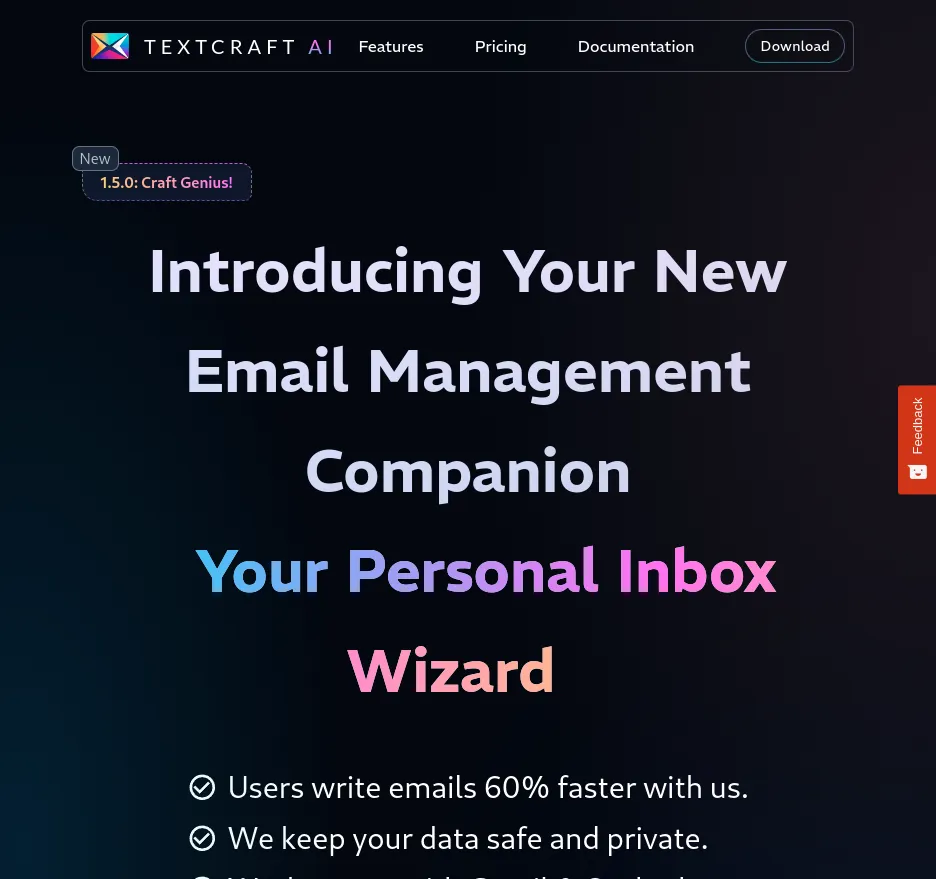 TEXTCRAFT AI
Features
Pricing
Documentation
Download
New
1.5.0: Craft Genius!
Introducing Your New
Email Management
Companion
Your Personal Inbox
Wizard
Feedback
Users write emails 60% faster with us.
We keep your data safe and private.